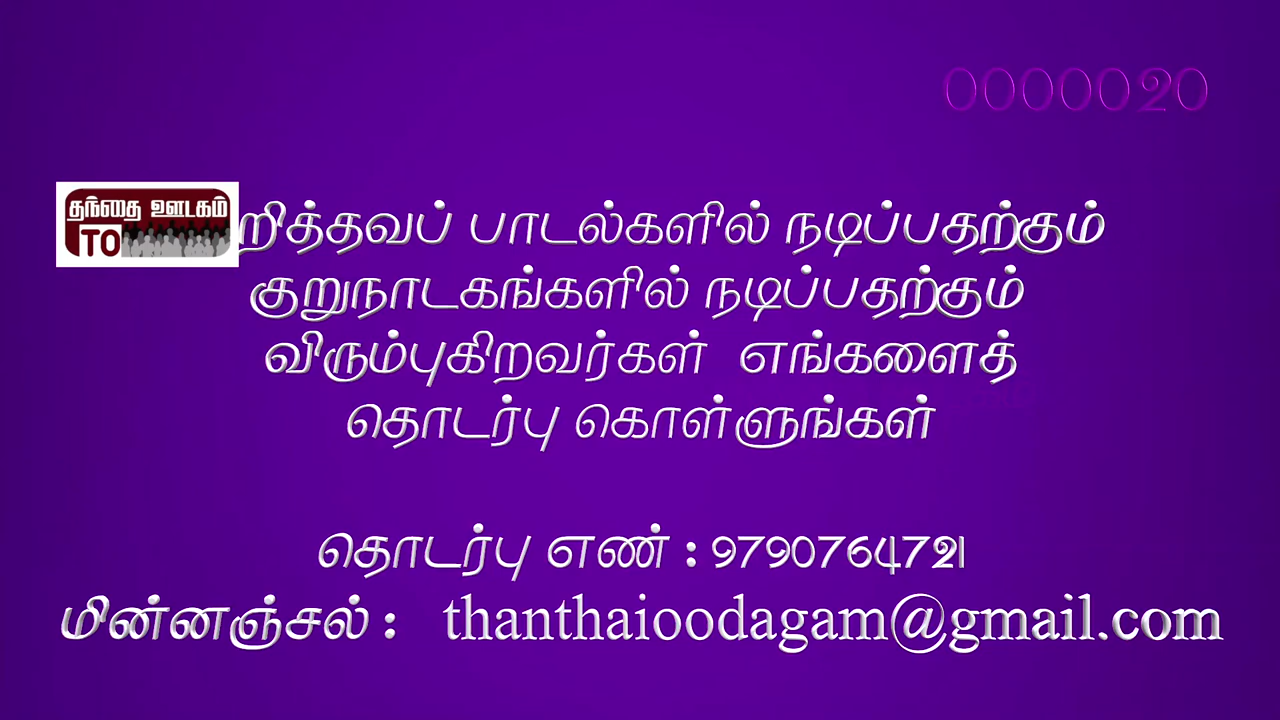 0000020
தந்தை ஊடகம்
TO
றித்தவப் பாடல்களில் நடிப்பதற்கும்
குறுநாடகங்களில் நடிப்பதற்கும்
விரும்புகிறவர்கள் எங்களைத்
தொடர்பு கொள்ளுங்கள்
தொடர்பு எண் : 9790764721
மின்னஞ்சல் : thanthaioodagam@gmail.com